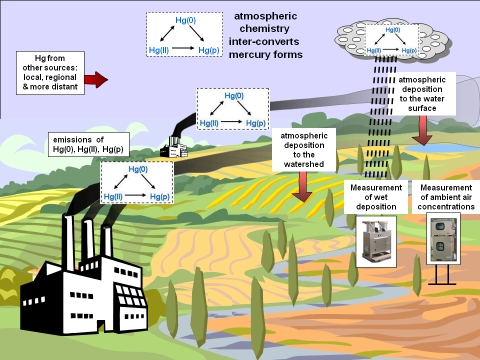 atmospheric
chemistry
inter-converts
mercury forms
Hg(0)
Hg(II)
Hg(p)
Hg(0)
Hg(II)
Hg(p)
Hg from
other sources:
local, regional
& more distant
atmospheric
deposition
to the water
surface
Hg(0)
Hg(II)
Hg(p)
emissions of
Hg(0), Hg(II), Hg(p)
atmospheric
deposition
to the
watershed
Hg(0)
Hg(II)
Hg(p)
Measurement
of wet
deposition
Measurement
of ambient air
concentrations